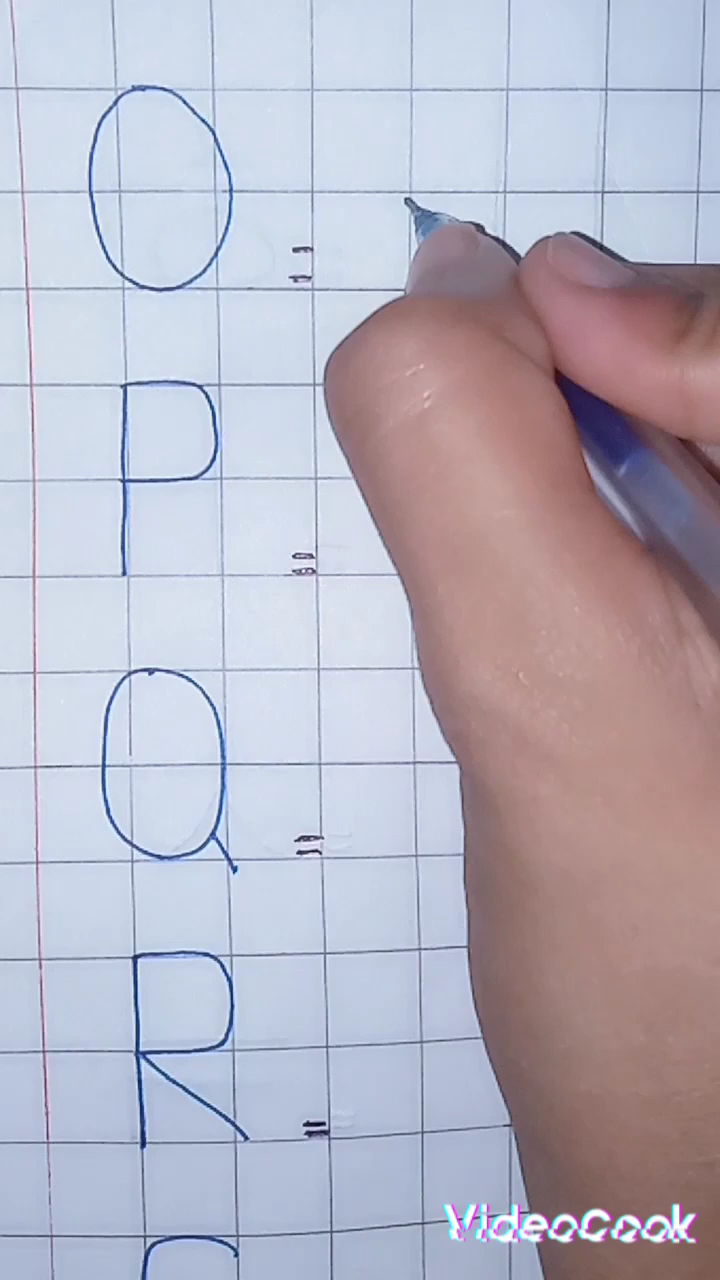 O =
P =
Q =
R =
VideoCook